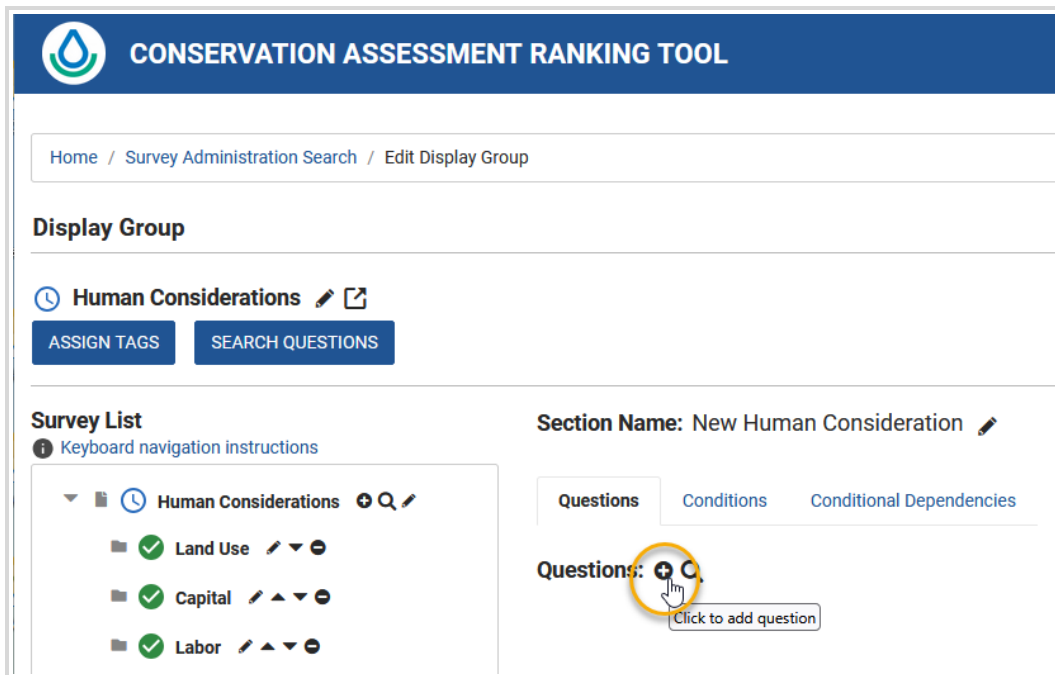 CONSERVATION ASSESSMENT RANKING TOOL
Home / Survey Administration Search / Edit Display Group
Display Group
Human Considerations
ASSIGN TAGS SEARCH QUESTIONS
Survey List
Keyboard navigation instructions
Human Considerations
Land Use
Capital
Labor
Section Name: New Human Consideration
Questions Conditions Conditional Dependencies
Questions:
Click to add question